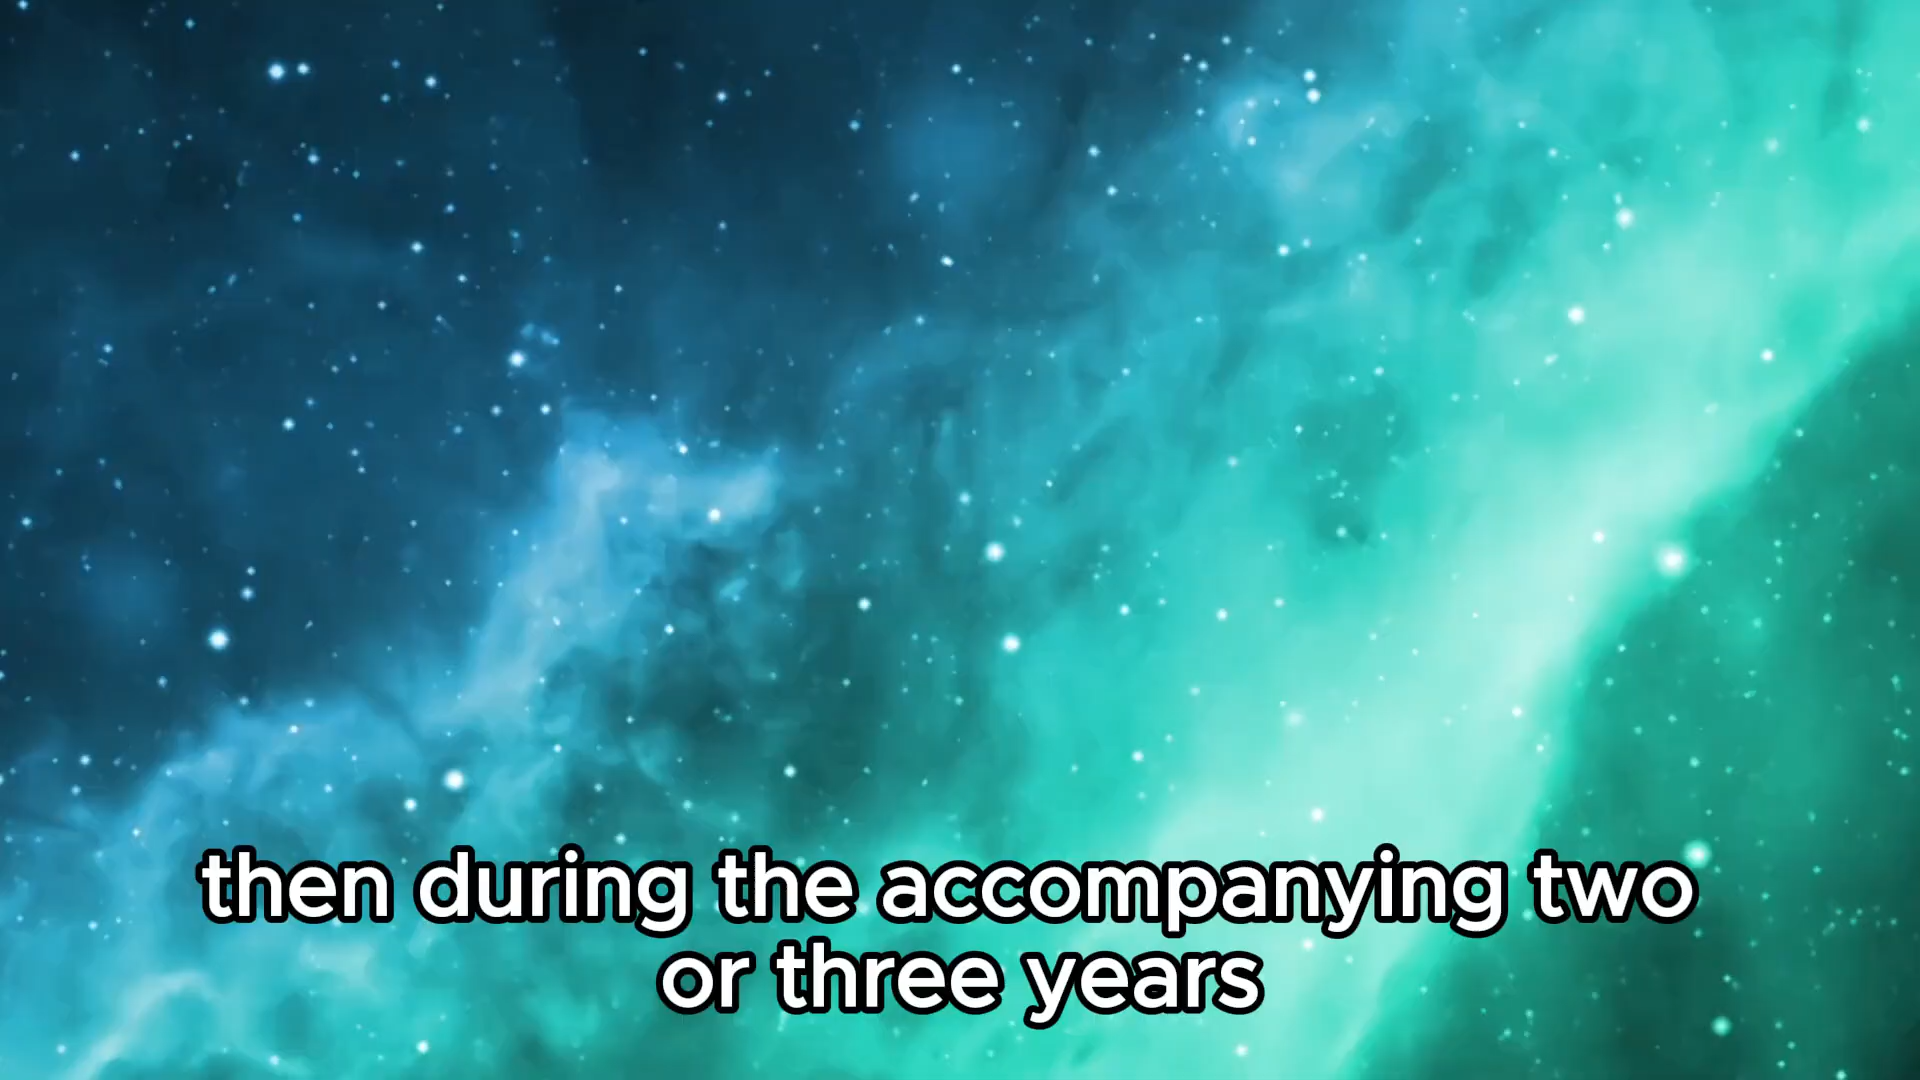 then during the accompanying two
or three years